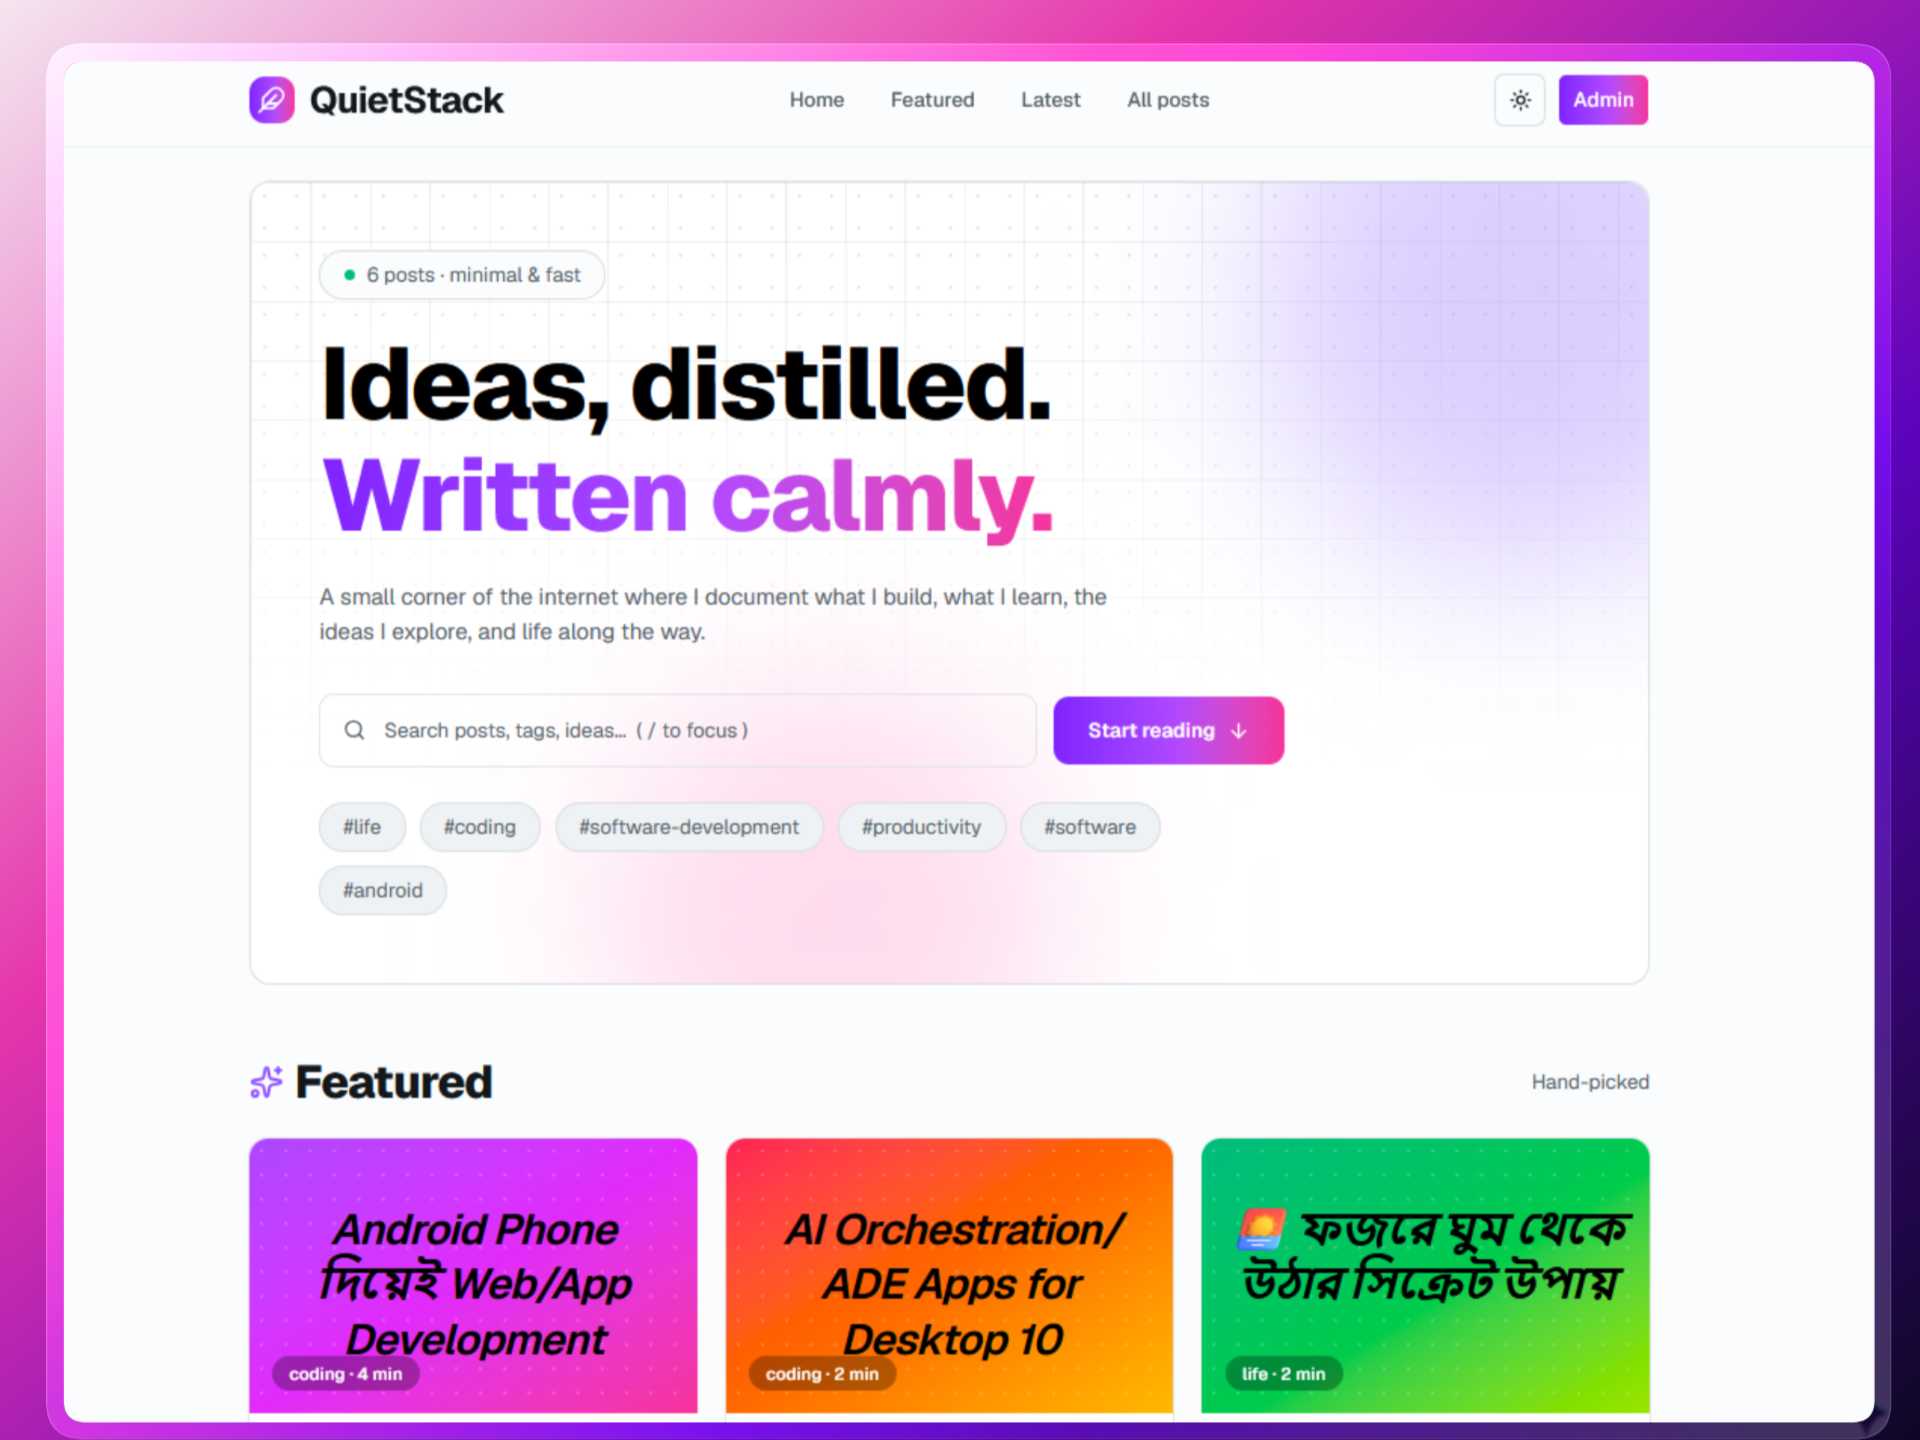 QuietStack
Home
Featured
Latest
All posts
Admin
6 posts · minimal & fast
Ideas, distilled.
Written calmly.
A small corner of the internet where I document what I build, what I learn, the
ideas I explore, and life along the way.
Search posts, tags, ideas... ( / to focus )
Start reading ↓
#life
#coding
#software-development
#productivity
#software
#android
Featured
Hand-picked
Android Phone
দিয়েই Web/App
Development
coding · 4 min
AI Orchestration/
ADE Apps for
Desktop 10
coding · 2 min
🌅 ফজরে ঘুম থেকে
উঠার সিক্রেট উপায়
life · 2 min